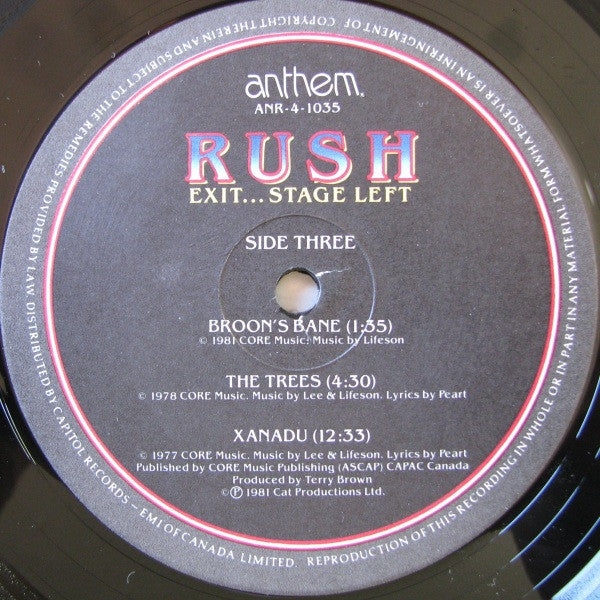 anthem.
ANR-4-1035
RUSH
EXIT... STAGE LEFT
SIDE THREE
BROON'S BANE (1:35)
© 1981 CORE Music. Music by Lifeson
THE TREES (4:30)
© 1978 CORE Music. Music by Lee & Lifeson. Lyrics by Peart
XANADU (12:33)
© 1977 CORE Music. Music by Lee & Lifeson. Lyrics by Peart
Published by CORE Music Publishing (ASCAP) CAPAC Canada
Produced by Terry Brown
©℗ 1981 Cat Productions Ltd.
DISTRIBUTED BY CAPITOL RECORDS – EMI OF CANADA LIMITED. REPRODUCTION OF THIS RECORDING IN WHOLE OR IN PART IN ANY MATERIAL FORM WHATSOEVER IS AN INFRINGEMENT OF COPYRIGHT THEREIN AND SUBJECT TO THE REMEDIES PROVIDED BY LAW.